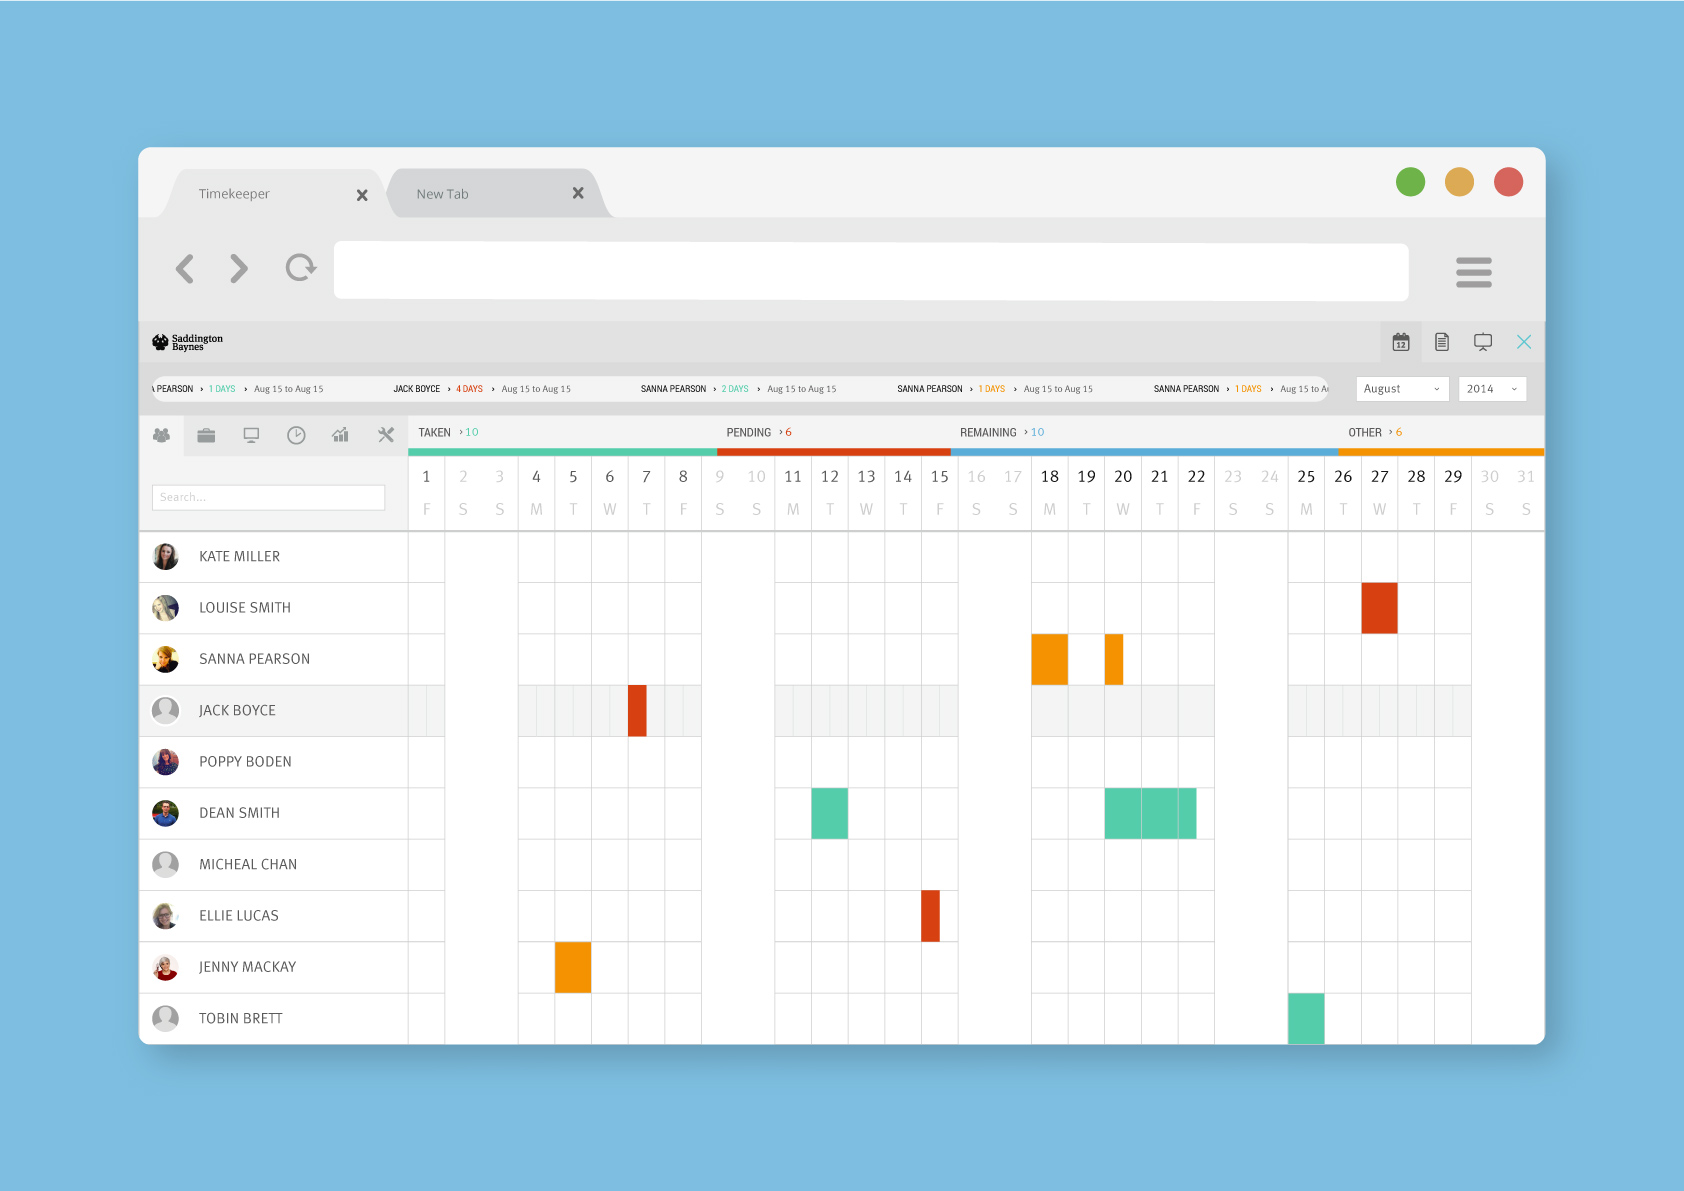 Timekeeper
New Tab
Saddington
Baynes
12
PEARSON › 1 DAYS › Aug 15 to Aug 15
JACK BOYCE › 4 DAYS › Aug 15 to Aug 15
SANNA PEARSON › 2 DAYS › Aug 15 to Aug 15
SANNA PEARSON › 1 DAYS › Aug 15 to Aug 15
SANNA PEARSON › 1 DAYS › Aug 15 to A
August
2014
TAKEN › 10
PENDING › 6
REMAINING › 10
OTHER › 6
1 2 3 4 5 6 7 8 9 10 11 12 13 14 15 16 17 18 19 20 21 22 23 24 25 26 27 28 29 30 31
Search...
F S S M T W T F S S M T W T F S S M T W T F S S M T W T F S S
KATE MILLER
LOUISE SMITH
SANNA PEARSON
JACK BOYCE
POPPY BODEN
DEAN SMITH
MICHEAL CHAN
ELLIE LUCAS
JENNY MACKAY
TOBIN BRETT